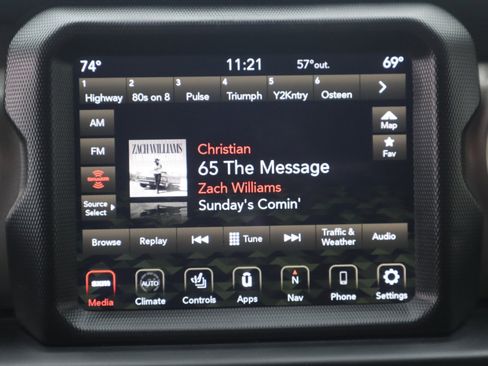 74° 11:21 57°out. 69°
1 Highway 2 80s on 8 3 Pulse 4 Triumph 5 Y2Kntry 6 Osteen
AM
FM
Source
Select
ZACH WILLIAMS
Christian
65 The Message
Zach Williams
Sunday's Comin'
Map
Fav
Browse Replay Tune Traffic & Weather Audio
AUTO N
Media Climate Controls Apps Nav Phone Settings